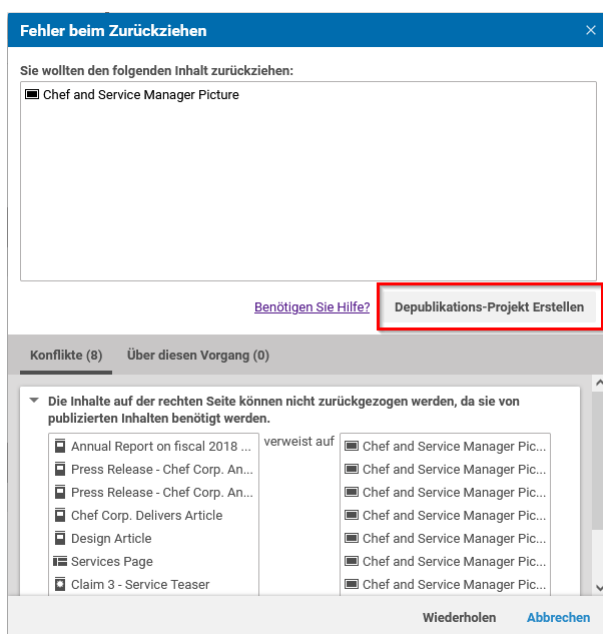 Fehler beim Zurückziehen
Sie wollten den folgenden Inhalt zurückziehen:
Chef and Service Manager Picture
Benötigen Sie Hilfe?
Depublikations-Projekt Erstellen
Konflikte (8)
Über diesen Vorgang (0)
Die Inhalte auf der rechten Seite können nicht zurückgezogen werden, da sie von
publizierten Inhalten benötigt werden.
Annual Report on fiscal 2018 ... verweist auf Chef and Service Manager Pic...
Press Release - Chef Corp. An... Chef and Service Manager Pic...
Press Release - Chef Corp. An... Chef and Service Manager Pic...
Chef Corp. Delivers Article Chef and Service Manager Pic...
Design Article Chef and Service Manager Pic...
Services Page Chef and Service Manager Pic...
Claim 3 - Service Teaser Chef and Service Manager Pic...
Wiederholen
Abbrechen